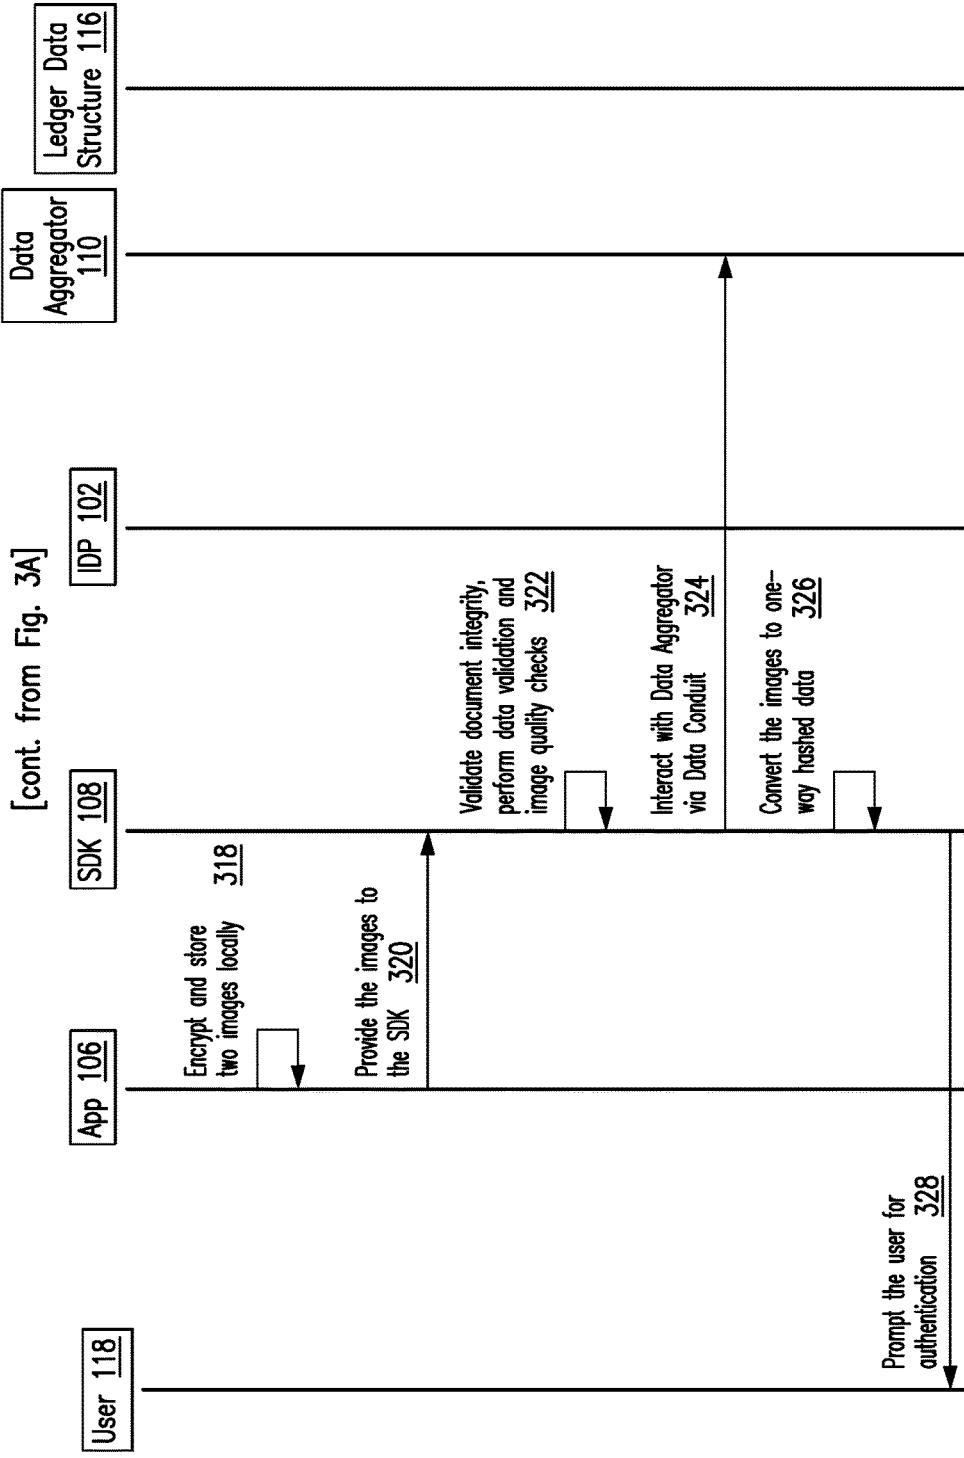 [cont. from Fig. 3A]
User 118
App 106
SDK 108
IDP 102
Data
Aggregator
110
Ledger Data
Structure 116
Encrypt and store
two images locally 318
Provide the images to
the SDK 320
Validate document integrity,
perform data validation and
image quality checks 322
Interact with Data Aggregator
via Data Conduit 324
Convert the images to one-
way hashed data 326
Prompt the user for
authentication 328